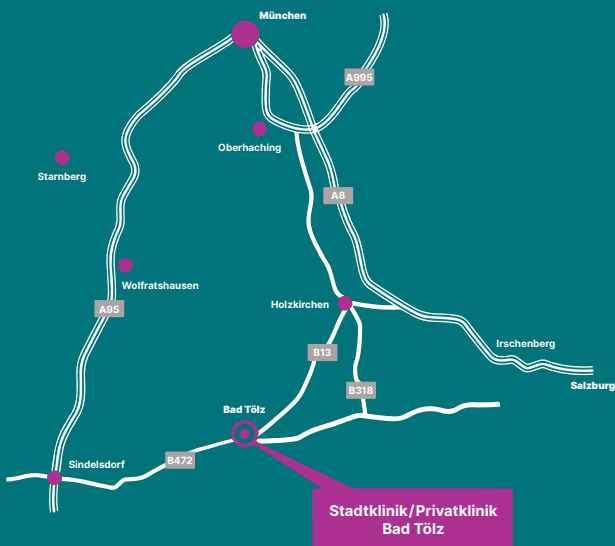 München
A995
Oberhaching
Starnberg
A8
Wolfratshausen
A95
Holzkirchen
Irschenberg
B13
Salzburg
B318
Bad Tölz
B472
Sindelsdorf
Stadtklinik/Privatklinik
Bad Tölz